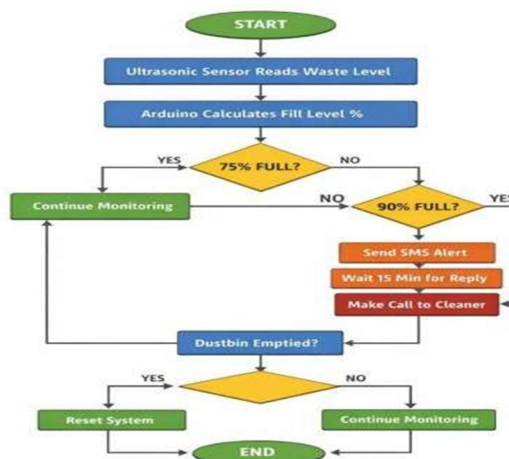 START
Ultrasonic Sensor Reads Waste Level
Arduino Calculates Fill Level %
YES
75% FULL?
NO
Continue Monitoring
NO
90% FULL?
YES
Send SMS Alert
Wait 15 Min for Reply
Make Call to Cleaner
Dustbin Emptied?
YES
NO
Reset System
Continue Monitoring
END